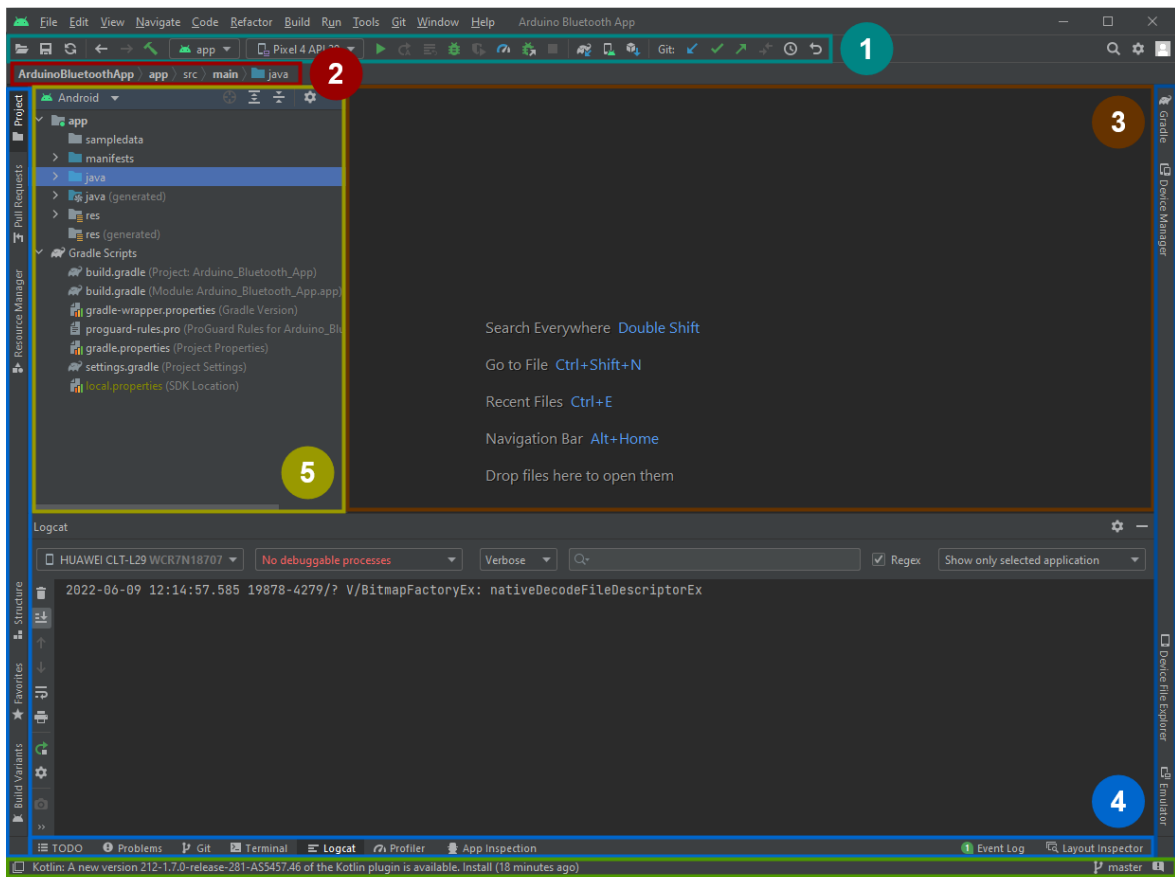 File Edit View Navigate Code Refactor Build Run Tools Git Window Help Arduino Bluetooth App
app Pixel 4 API 30 Git:
1
ArduinoBluetoothApp app src main java
2
Project
Pull Requests
Resource Manager
Structure
Favorites
Build Variants
Android
app
sampledata
manifests
java
java (generated)
res
res (generated)
Gradle Scripts
build.gradle (Project: Arduino_Bluetooth_App)
build.gradle (Module: Arduino_Bluetooth_App.app)
gradle-wrapper.properties (Gradle Version)
proguard-rules.pro (ProGuard Rules for Arduino_Blu
gradle.properties (Project Properties)
settings.gradle (Project Settings)
local.properties (SDK Location)
5
3
Search Everywhere Double Shift
Go to File Ctrl+Shift+N
Recent Files Ctrl+E
Navigation Bar Alt+Home
Drop files here to open them
Gradle
Device Manager
Device File Explorer
Emulator
Logcat
HUAWEI CLT-L29 WCR7N18707 No debuggable processes Verbose Regex Show only selected application
2022-06-09 12:14:57.585 19878-4279/? V/BitmapFactoryEx: nativeDecodeFileDescriptorEx
4
TODO Problems Git Terminal Logcat Profiler App Inspection 1 Event Log Layout Inspector
Kotlin: A new version 212-1.7.0-release-281-AS5457.46 of the Kotlin plugin is available. Install (18 minutes ago) master